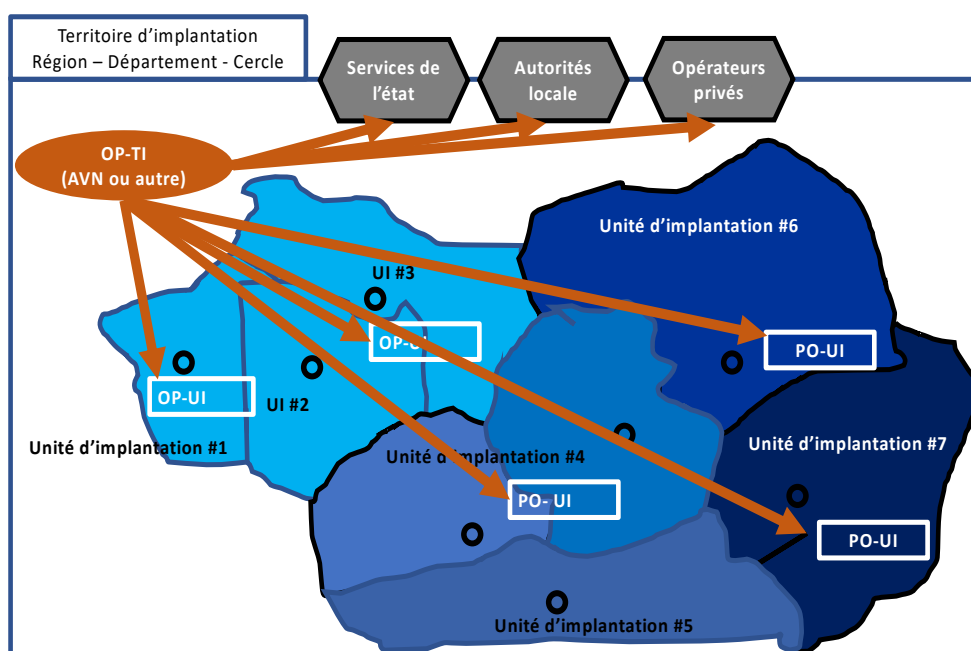 Territoire d'implantation
Région – Département - Cercle
Services de
l'état
Autorités
locale
Opérateurs
privés
OP-TI
(AVN ou autre)
Unité d'implantation #6
UI #3
OP-UI
PO-UI
OP-UI
UI #2
Unité d'implantation #1
Unité d'implantation #4
Unité d'implantation #7
PO- UI
PO-UI
Unité d'implantation #5